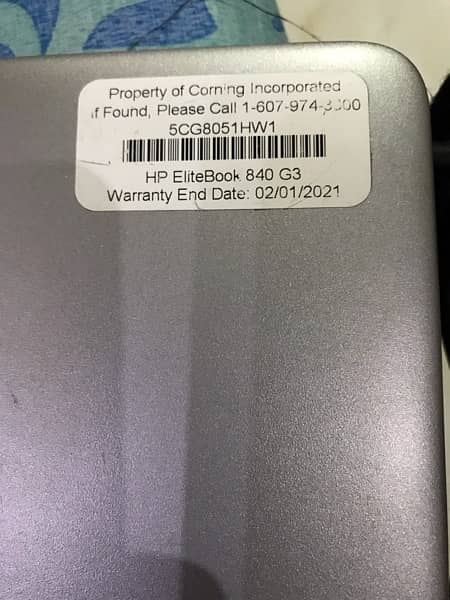 Property of Corning Incorporated
If Found, Please Call 1-607-974-3300
5CG8051HW1
HP EliteBook 840 G3
Warranty End Date: 02/01/2021